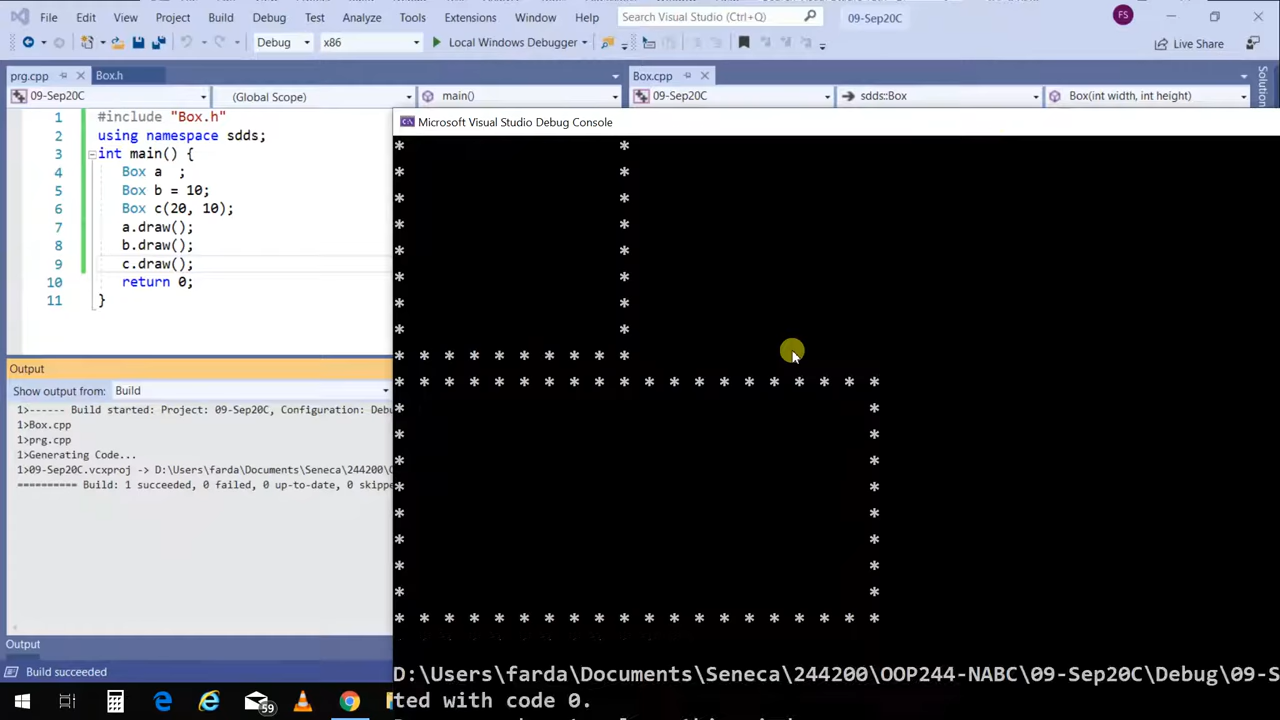 File Edit View Project Build Debug Test Analyze Tools Extensions Window Help Search Visual Studio (Ctrl+Q) 09-Sep20C FS
Debug x86 Local Windows Debugger Live Share
prg.cpp Box.h Box.cpp
09-Sep20C (Global Scope) main() 09-Sep20C sdds::Box Box(int width, int height)
Solution
1 #include "Box.h"
2 using namespace sdds;
3 int main() {
4 Box a ;
5 Box b = 10;
6 Box c(20, 10);
7 a.draw();
8 b.draw();
9 c.draw();
10 return 0;
11 }
Output
Show output from: Build
1>------ Build started: Project: 09-Sep20C, Configuration: Deb
1>Box.cpp
1>prg.cpp
1>Generating Code...
1>09-Sep20C.vcxproj -> D:\Users\farda\Documents\Seneca\244200\O
========== Build: 1 succeeded, 0 failed, 0 up-to-date, 0 skippe
Output
Build succeeded
Microsoft Visual Studio Debug Console
* *
* *
* *
* *
* *
* *
* *
* *
* * * * * * * * * *
* * * * * * * * * * * * * * * * * * * *
* *
* *
* *
* *
* *
* *
* *
* *
* * * * * * * * * * * * * * * * * * * *
D:\Users\farda\Documents\Seneca\244200\OOP244-NABC\09-Sep20C\Debug\09-S
ted with code 0.
59